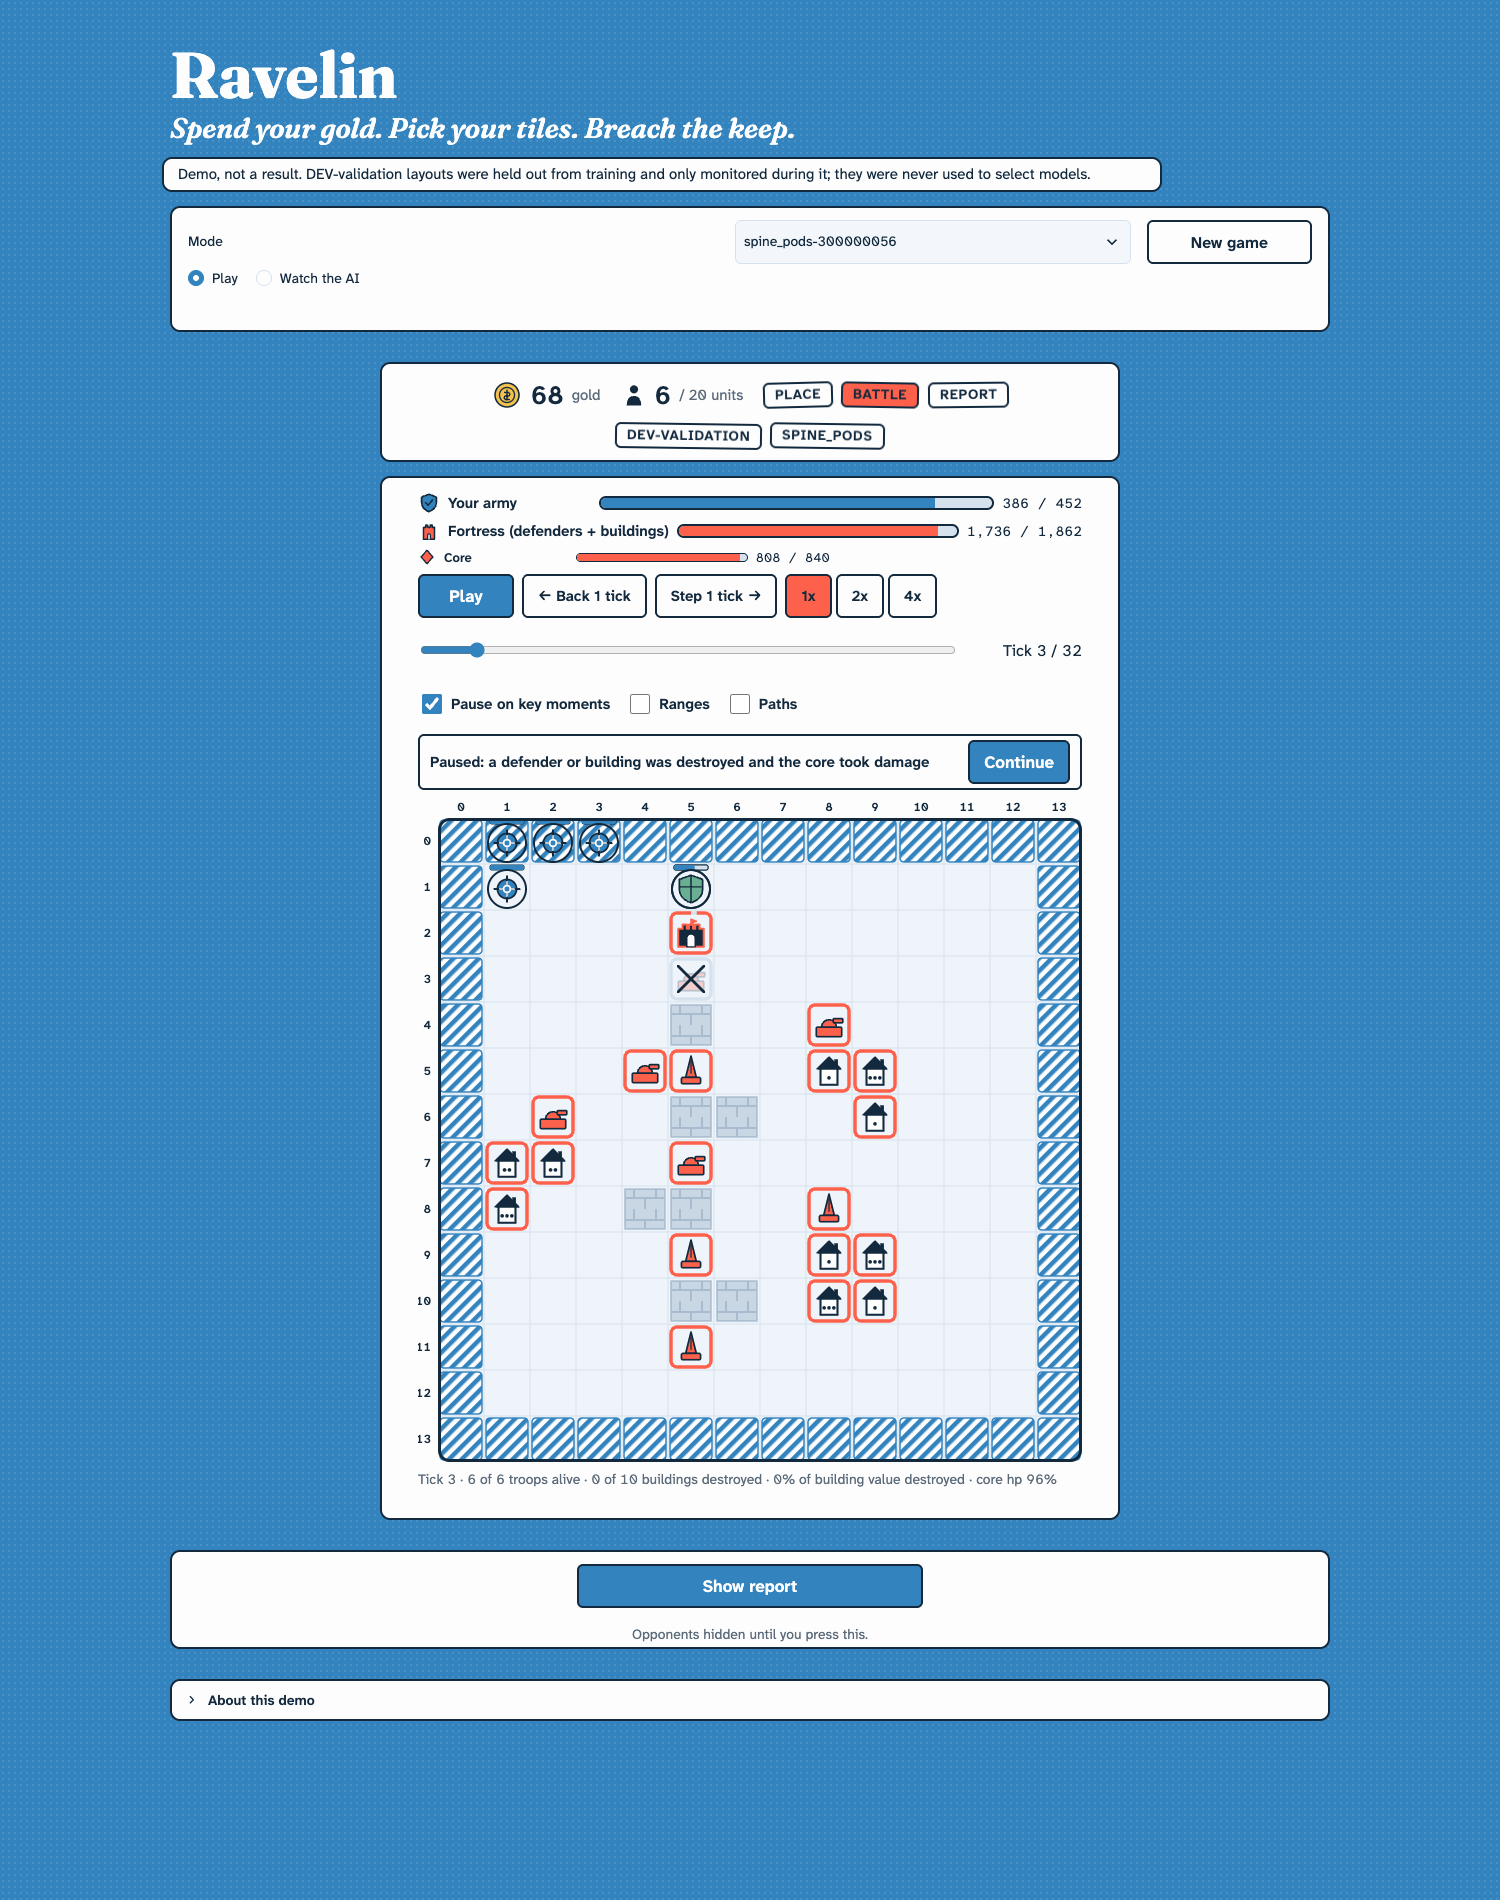 Ravelin
Spend your gold. Pick your tiles. Breach the keep.
Demo, not a result. DEV-validation layouts were held out from training and only monitored during it; they were never used to select models.
Mode
spine_pods-300000056
New game
Play Watch the AI
68 gold 6 / 20 units PLACE BATTLE REPORT
DEV-VALIDATION SPINE_PODS
Your army 386 / 452
Fortress (defenders + buildings) 1,736 / 1,862
Core 808 / 840
Play ← Back 1 tick Step 1 tick → 1x 2x 4x
Tick 3 / 32
Pause on key moments Ranges Paths
Paused: a defender or building was destroyed and the core took damage Continue
0 1 2 3 4 5 6 7 8 9 10 11 12 13
0
1
2
3
4
5
6
7
8
9
10
11
12
13
Tick 3 · 6 of 6 troops alive · 0 of 10 buildings destroyed · 0% of building value destroyed · core hp 96%
Show report
Opponents hidden until you press this.
About this demo